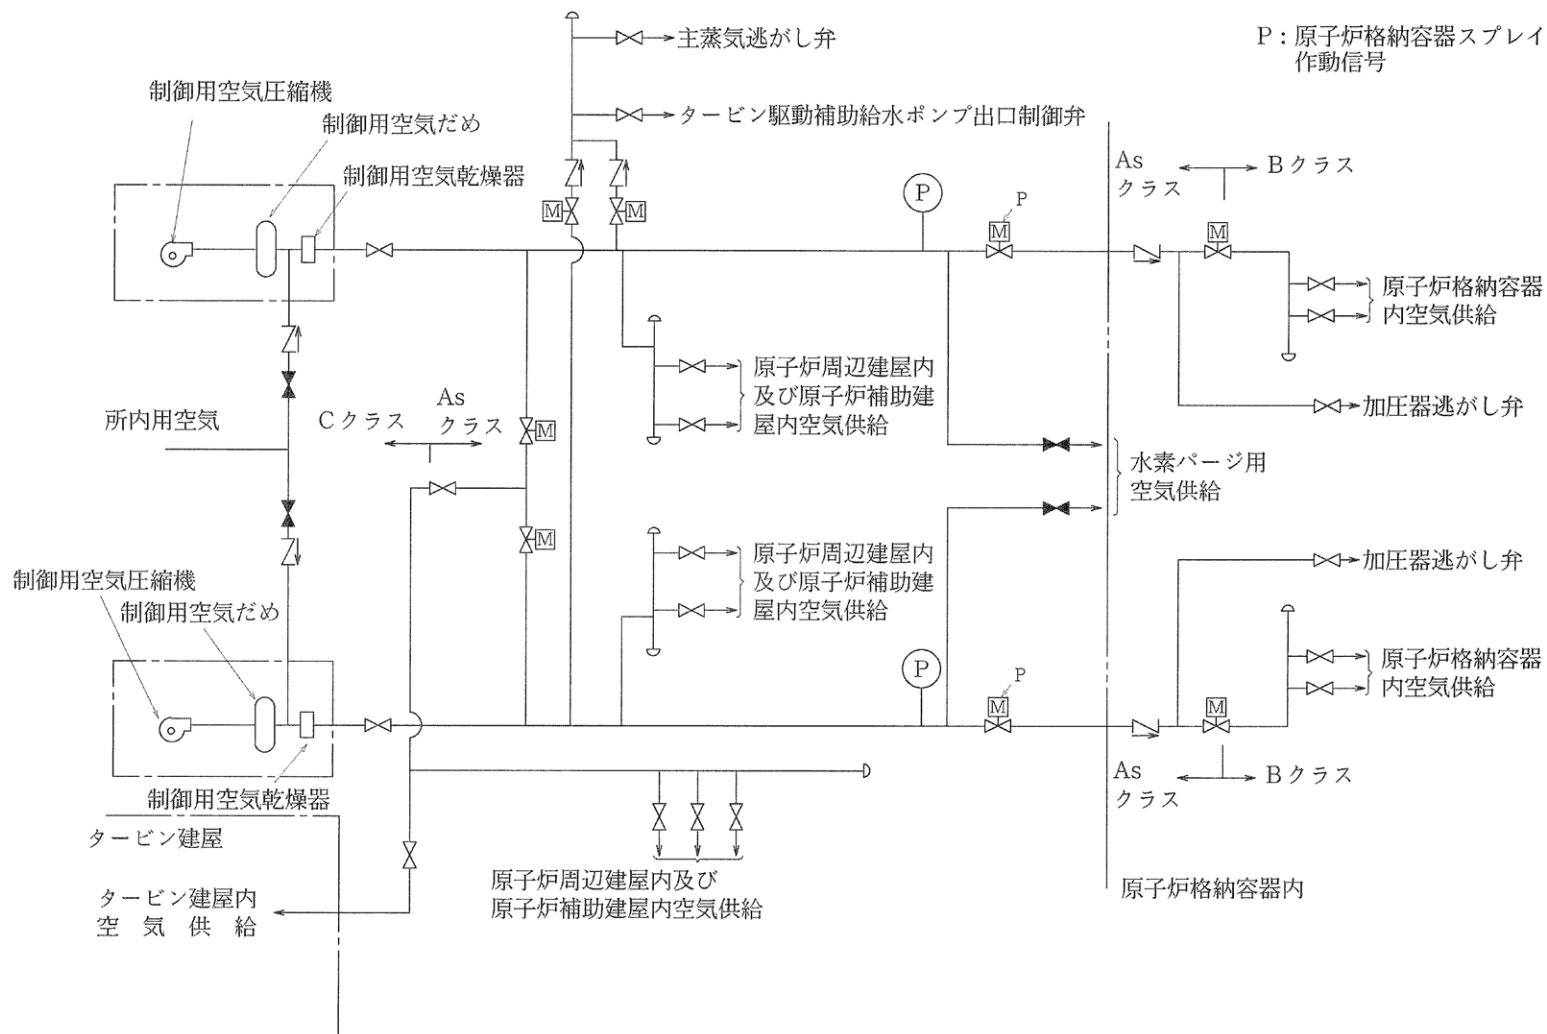 主蒸気逃がし弁
P：原子炉格納容器スプレイ
作動信号
制御用空気圧縮機
制御用空気だめ
タービン駆動補助給水ポンプ出口制御弁
制御用空気乾燥器
As
クラス
Bクラス
P
P
M
M
M
M
原子炉格納容器
内空気供給
原子炉周辺建屋内
及び原子炉補助建
屋内空気供給
As
クラス
Cクラス
所内用空気
加圧器逃がし弁
M
水素パージ用
空気供給
M
原子炉周辺建屋内
及び原子炉補助建
屋内空気供給
加圧器逃がし弁
制御用空気圧縮機
制御用空気だめ
P
P
M
M
原子炉格納容器
内空気供給
As
クラス
Bクラス
制御用空気乾燥器
タービン建屋
タービン建屋内
空気供給
原子炉周辺建屋内及び
原子炉補助建屋内空気供給
原子炉格納容器内